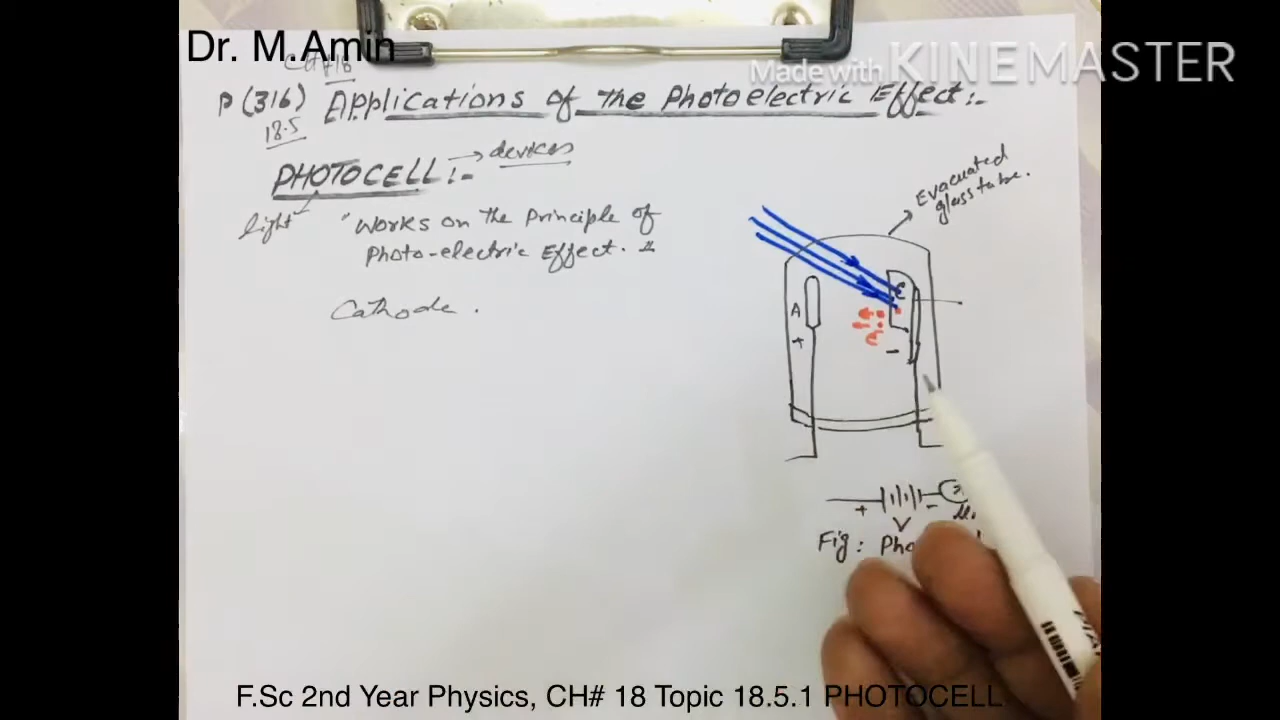 Dr. M.Amin
CH#18
Made with KINEMASTER
P (316) Applications of The Photoelectric Effect:-
18.5
PHOTOCELL:- → devices
light
"Works on The Principle of
Photo-electric Effect."
Cathode.
Evacuated
glass tube.
A
+
C
-
+
V
-
Fig:
F.Sc 2nd Year Physics, CH# 18 Topic 18.5.1 PHOTOCELL